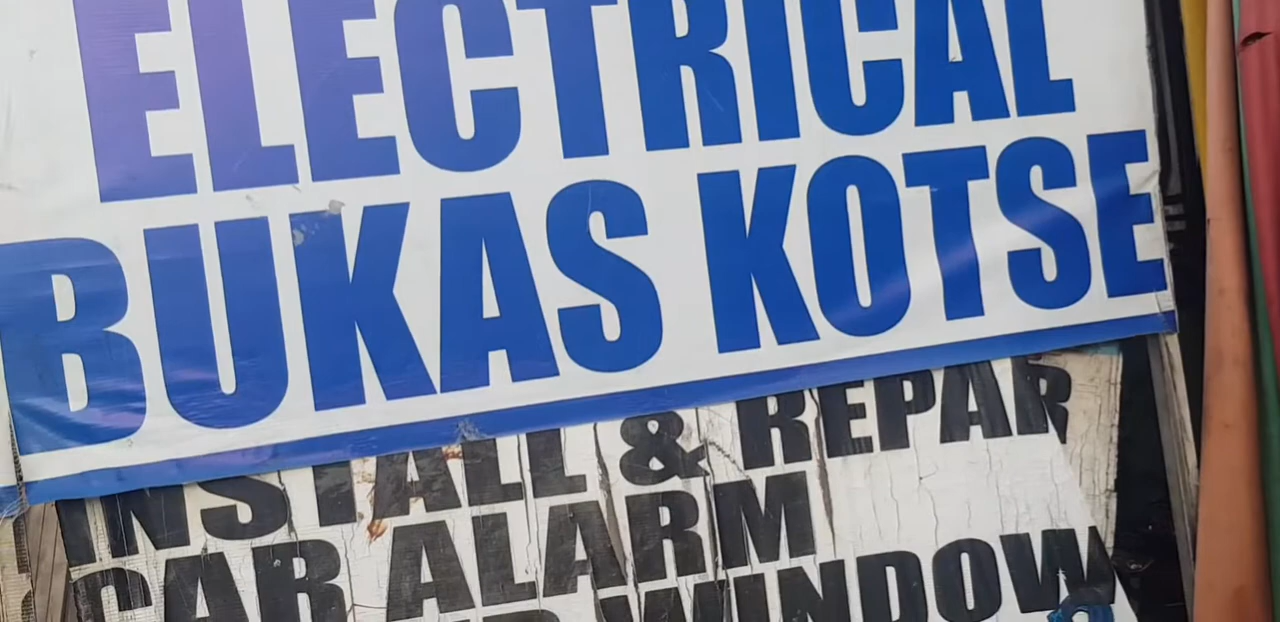 ELECTRICAL
BUKAS KOTSE
INSTALL & REPAR
CAR ALARM
WINDOW